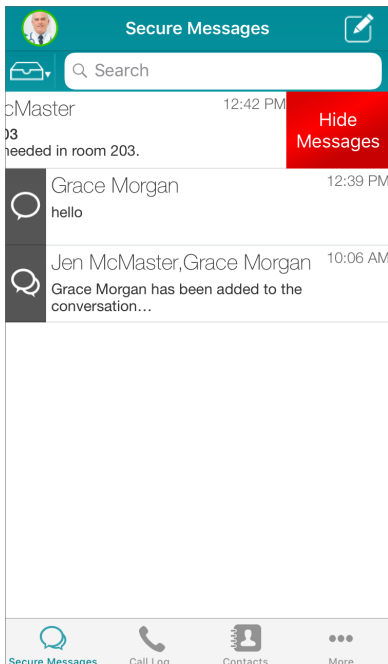 Secure Messages
Search
cMaster
12:42 PM
03
needed in room 203.
Hide
Messages
Grace Morgan
12:39 PM
hello
Jen McMaster,Grace Morgan
10:06 AM
Grace Morgan has been added to the
conversation…
Secure Messages
Call Log
Contacts
More